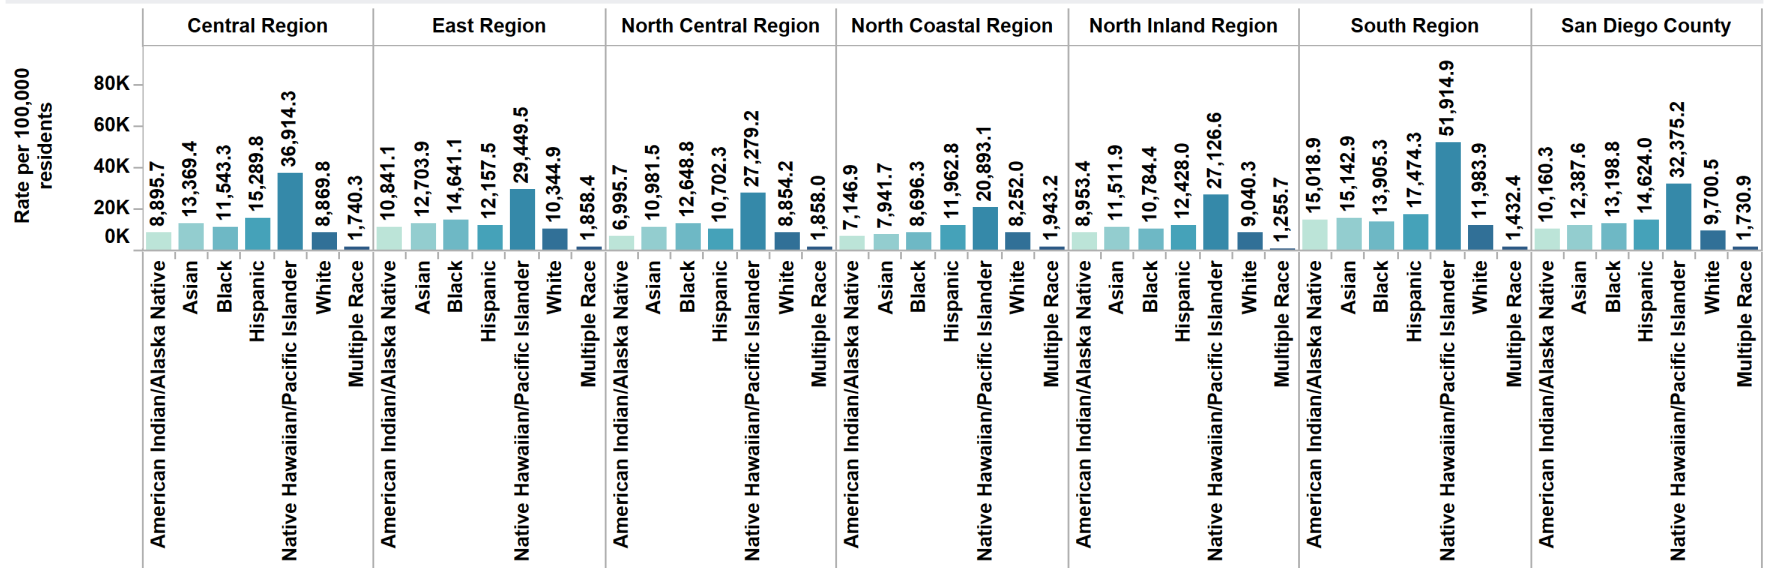 Central Region
East Region
North Central Region
North Coastal Region
North Inland Region
South Region
San Diego County
Rate per 100,000
residents
80K
60K
40K
20K
0K
8,895.7
13,369.4
11,543.3
15,289.8
36,914.3
8,869.8
1,740.3
10,841.1
12,703.9
14,641.1
12,157.5
29,449.5
10,344.9
1,858.4
6,995.7
10,981.5
12,648.8
10,702.3
27,279.2
8,854.2
1,858.0
7,146.9
7,941.7
8,696.3
11,962.8
20,893.1
8,252.0
1,943.2
8,953.4
11,511.9
10,784.4
12,428.0
27,126.6
9,040.3
1,255.7
15,018.9
15,142.9
13,905.3
17,474.3
51,914.9
11,983.9
1,432.4
10,160.3
12,387.6
13,198.8
14,624.0
32,375.2
9,700.5
1,730.9
American Indian/Alaska Native
Asian
Black
Hispanic
Native Hawaiian/Pacific Islander
White
Multiple Race
American Indian/Alaska Native
Asian
Black
Hispanic
Native Hawaiian/Pacific Islander
White
Multiple Race
American Indian/Alaska Native
Asian
Black
Hispanic
Native Hawaiian/Pacific Islander
White
Multiple Race
American Indian/Alaska Native
Asian
Black
Hispanic
Native Hawaiian/Pacific Islander
White
Multiple Race
American Indian/Alaska Native
Asian
Black
Hispanic
Native Hawaiian/Pacific Islander
White
Multiple Race
American Indian/Alaska Native
Asian
Black
Hispanic
Native Hawaiian/Pacific Islander
White
Multiple Race
American Indian/Alaska Native
Asian
Black
Hispanic
Native Hawaiian/Pacific Islander
White
Multiple Race